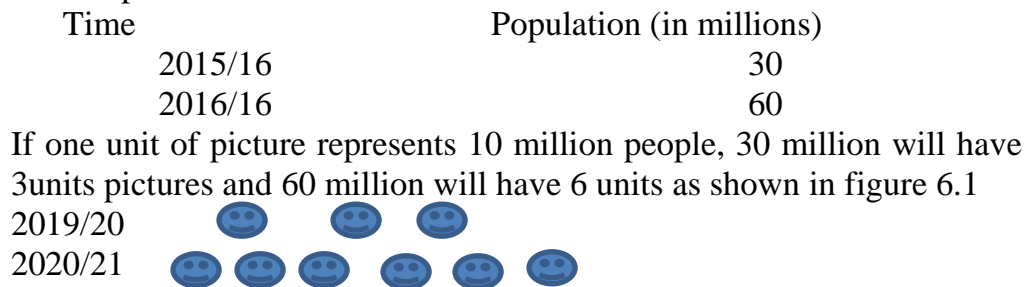 Time Population (in millions)
2015/16 30
2016/16 60
If one unit of picture represents 10 million people, 30 million will have
3units pictures and 60 million will have 6 units as shown in figure 6.1
2019/20
2020/21